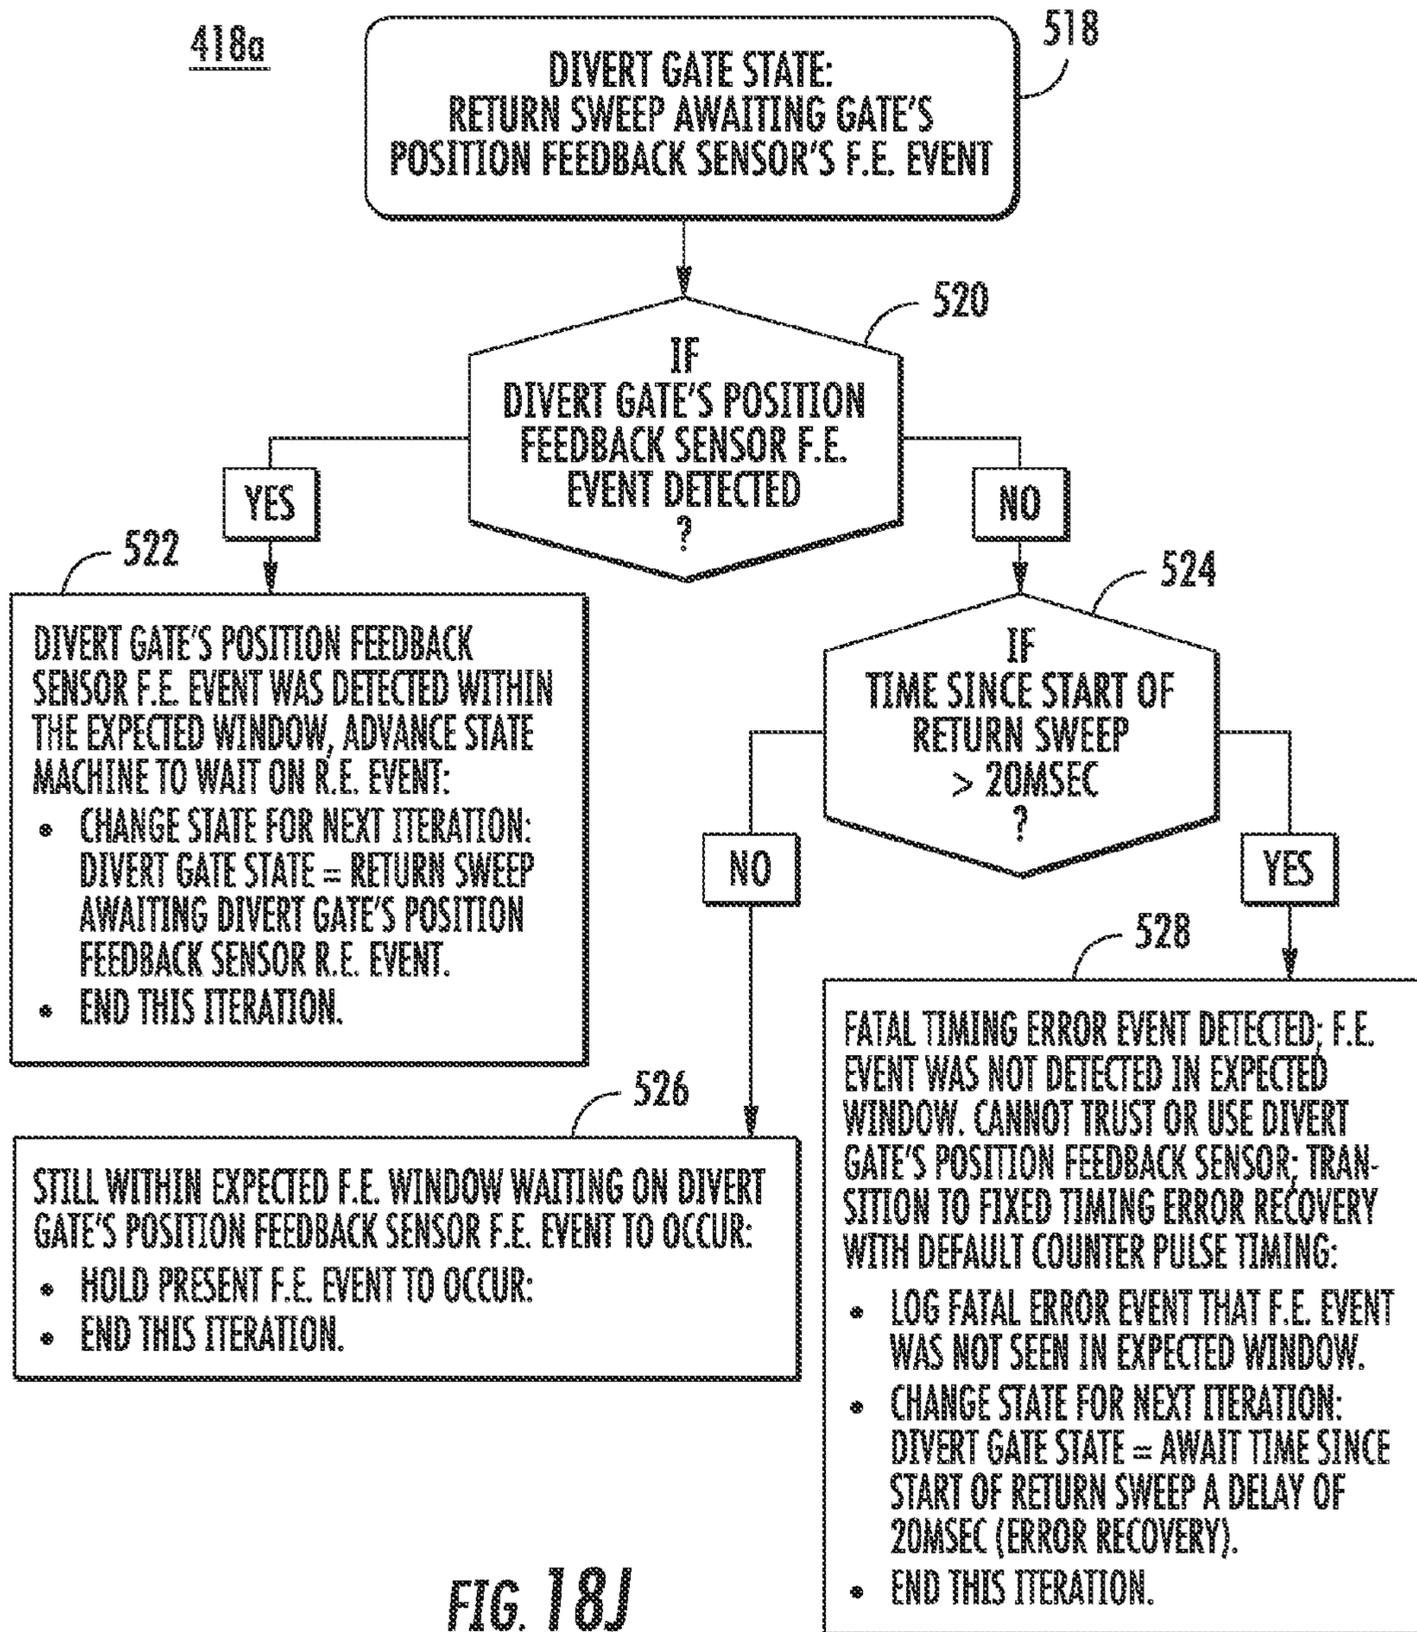 418a
518
DIVERT GATE STATE:
RETURN SWEEP AWAITING GATE'S
POSITION FEEDBACK SENSOR'S F.E. EVENT
520
IF
DIVERT GATE'S POSITION
FEEDBACK SENSOR F.E.
EVENT DETECTED
?
YES
NO
522
DIVERT GATE'S POSITION FEEDBACK
SENSOR F.E. EVENT WAS DETECTED WITHIN
THE EXPECTED WINDOW, ADVANCE STATE
MACHINE TO WAIT ON R.E. EVENT:
• CHANGE STATE FOR NEXT ITERATION:
DIVERT GATE STATE = RETURN SWEEP
AWAITING DIVERT GATE'S POSITION
FEEDBACK SENSOR R.E. EVENT.
• END THIS ITERATION.
524
IF
TIME SINCE START OF
RETURN SWEEP
> 20MSEC
?
NO
YES
526
STILL WITHIN EXPECTED F.E. WINDOW WAITING ON DIVERT
GATE'S POSITION FEEDBACK SENSOR F.E. EVENT TO OCCUR:
• HOLD PRESENT F.E. EVENT TO OCCUR:
• END THIS ITERATION.
528
FATAL TIMING ERROR EVENT DETECTED; F.E.
EVENT WAS NOT DETECTED IN EXPECTED
WINDOW. CANNOT TRUST OR USE DIVERT
GATE'S POSITION FEEDBACK SENSOR; TRAN-
SITION TO FIXED TIMING ERROR RECOVERY
WITH DEFAULT COUNTER PULSE TIMING:
• LOG FATAL ERROR EVENT THAT F.E. EVENT
WAS NOT SEEN IN EXPECTED WINDOW.
• CHANGE STATE FOR NEXT ITERATION:
DIVERT GATE STATE = AWAIT TIME SINCE
START OF RETURN SWEEP A DELAY OF
20MSEC (ERROR RECOVERY).
• END THIS ITERATION.
FIG. 18J